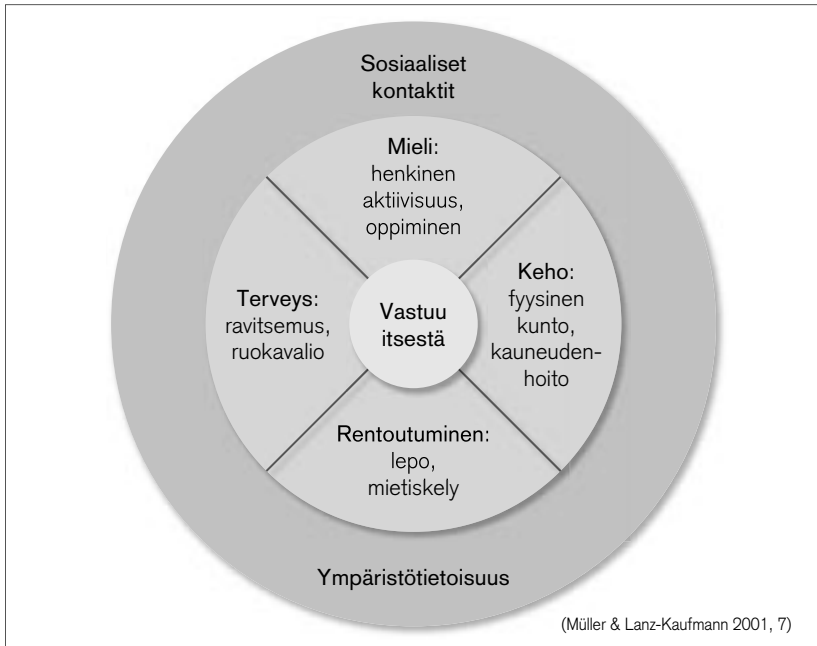 Sosiaaliset
kontaktit
Mieli:
henkinen
aktiivisuus,
oppiminen
Terveys:
ravitsemus,
ruokavalio
Vastuu
itsestä
Keho:
fyysinen
kunto,
kauneuden-
hoito
Rentoutuminen:
lepo,
mietiskely
Ympäristötietoisuus
(Müller & Lanz-Kaufmann 2001, 7)